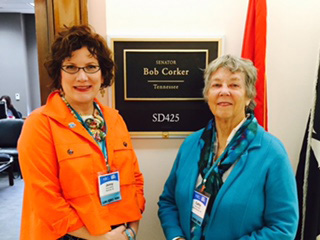 SENATOR
Bob Corker
Tennessee
SD425